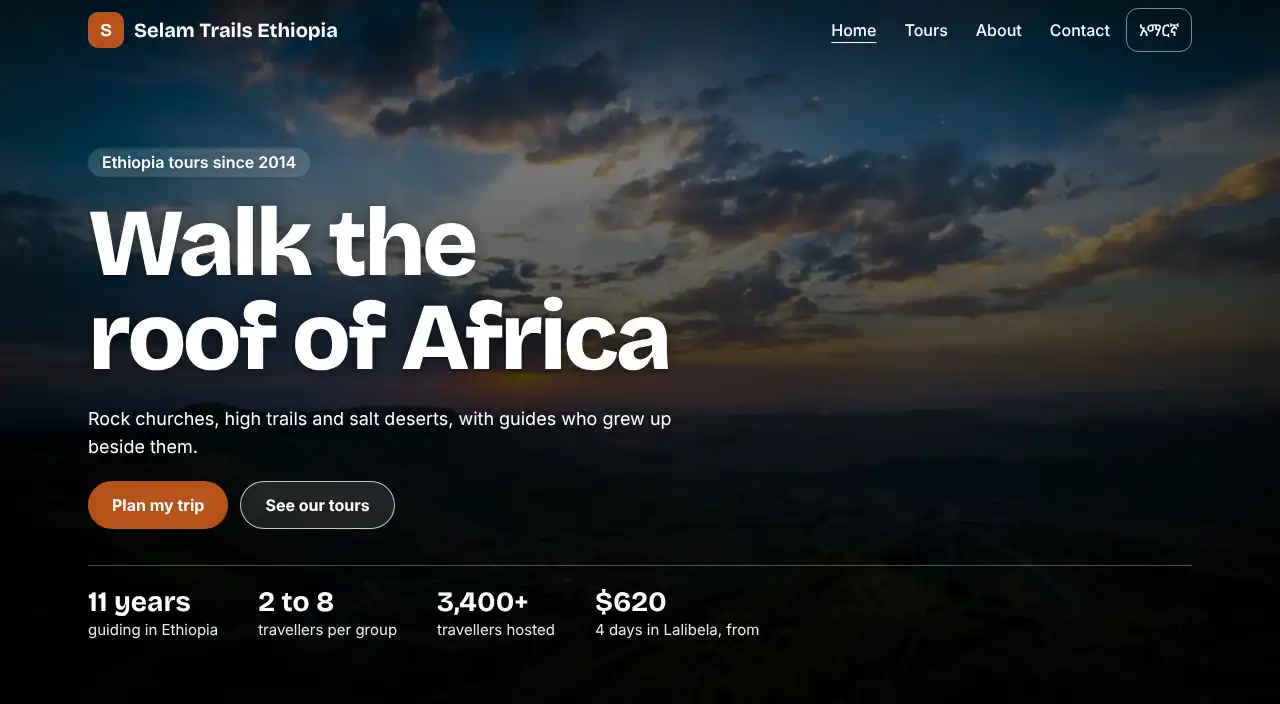 S
Selam Trails Ethiopia
Home
Tours
About
Contact
አማርኛ
Ethiopia tours since 2014
Walk the
roof of Africa
Rock churches, high trails and salt deserts, with guides who grew up
beside them.
Plan my trip
See our tours
11 years
guiding in Ethiopia
2 to 8
travellers per group
3,400+
travellers hosted
$620
4 days in Lalibela, from